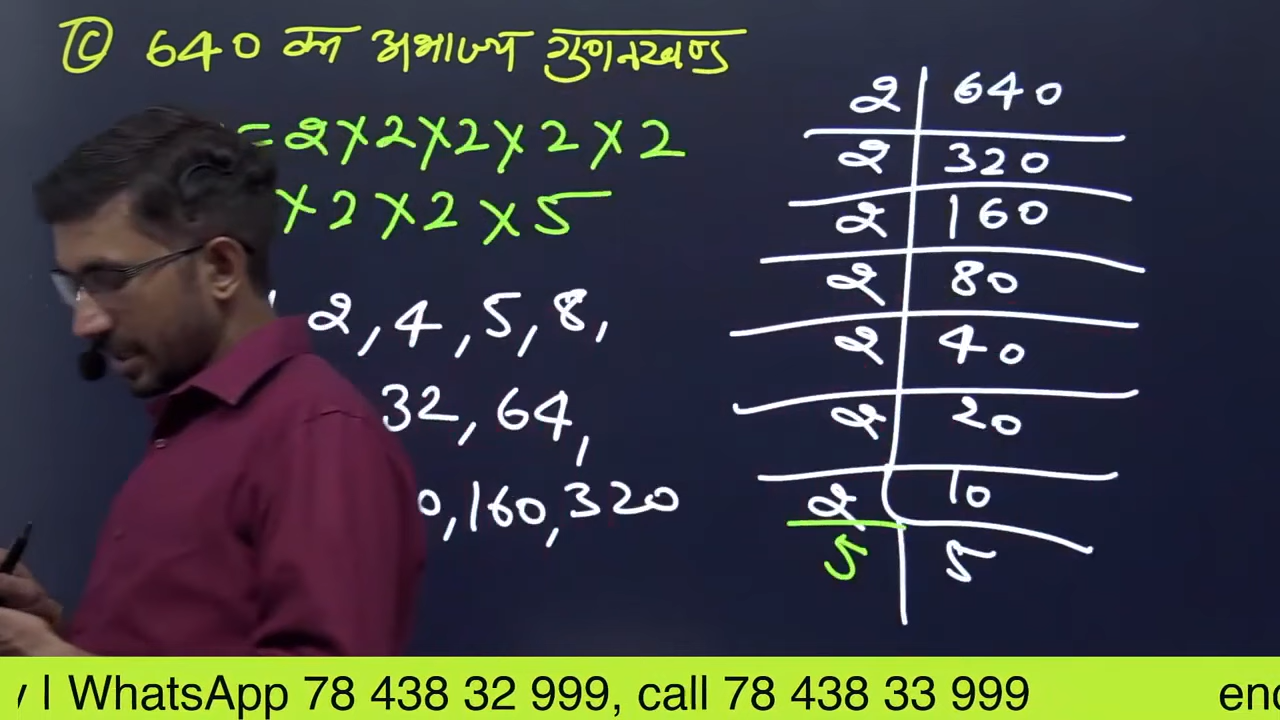 © 640 का अभाज्य गुणनखण्ड
= 2 × 2 × 2 × 2 × 2
× 2 × 2 × 5
2, 4, 5, 8,
32, 64,
0, 160, 320
2 | 640
2 | 320
2 | 160
2 | 80
2 | 40
2 | 20
2 | 10
5 | 5
I WhatsApp 78 438 32 999, call 78 438 33 999